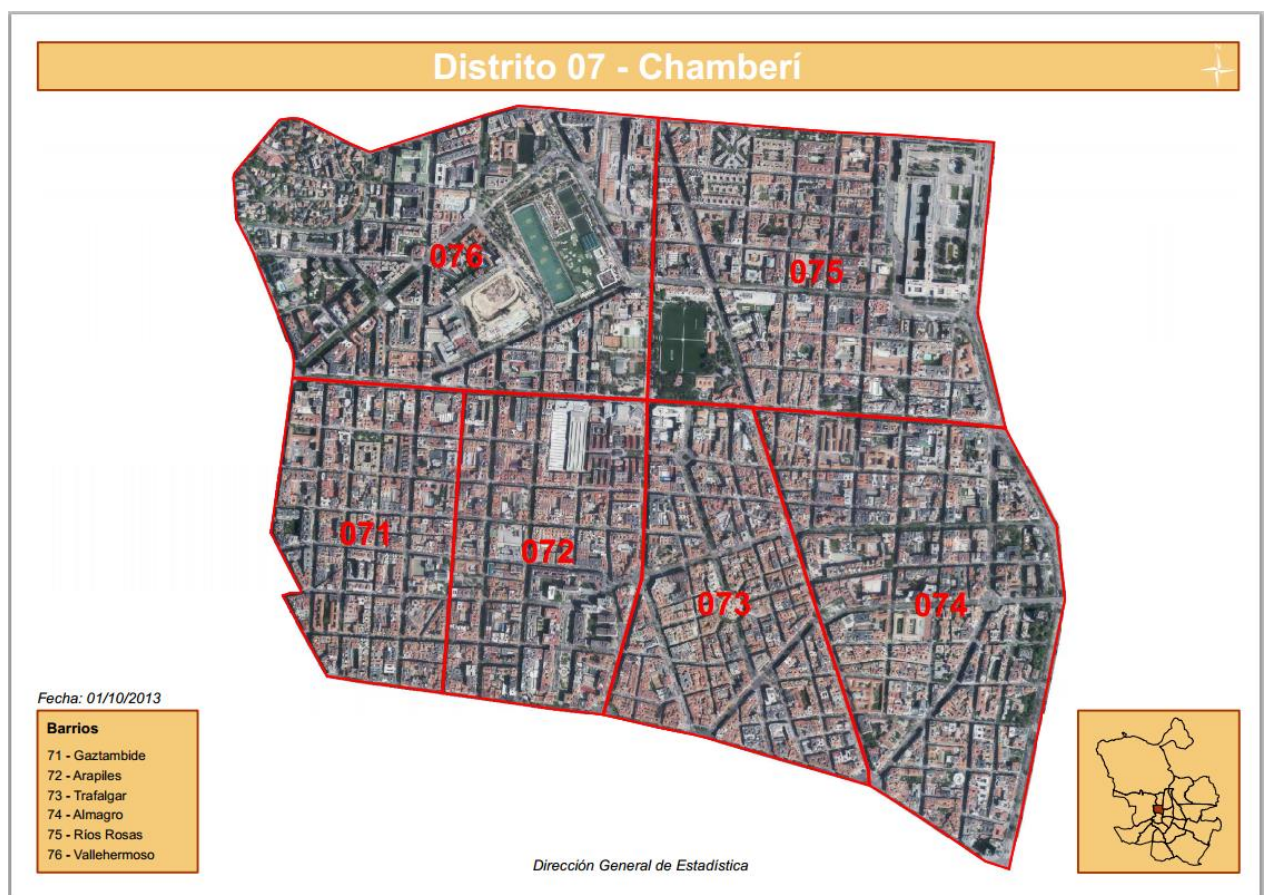 Distrito 07 - Chamberí
N
076
075
071
072
073
074
Fecha: 01/10/2013
Barrios
71 - Gaztambide
72 - Arapiles
73 - Trafalgar
74 - Almagro
75 - Ríos Rosas
76 - Vallehermoso
Dirección General de Estadística